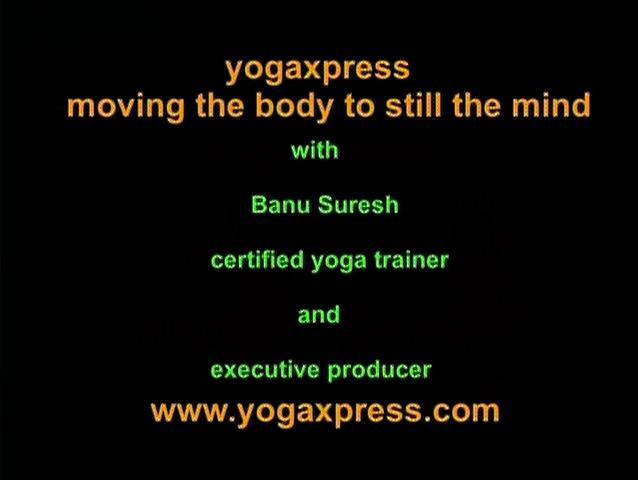 yogaxpress
moving the body to still the mind
with
Banu Suresh
certified yoga trainer
and
executive producer
www.yogaxpress.com